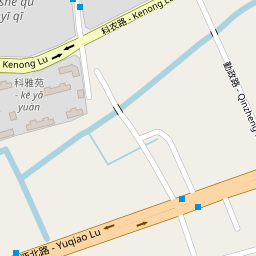 shè qū
yī qī
Kenong Lu
科农路 - Kenong Lu
科雅苑
- kē yǎ
yuàn
勤政路 - Qinzheng
北路 - Yuqiao Lu